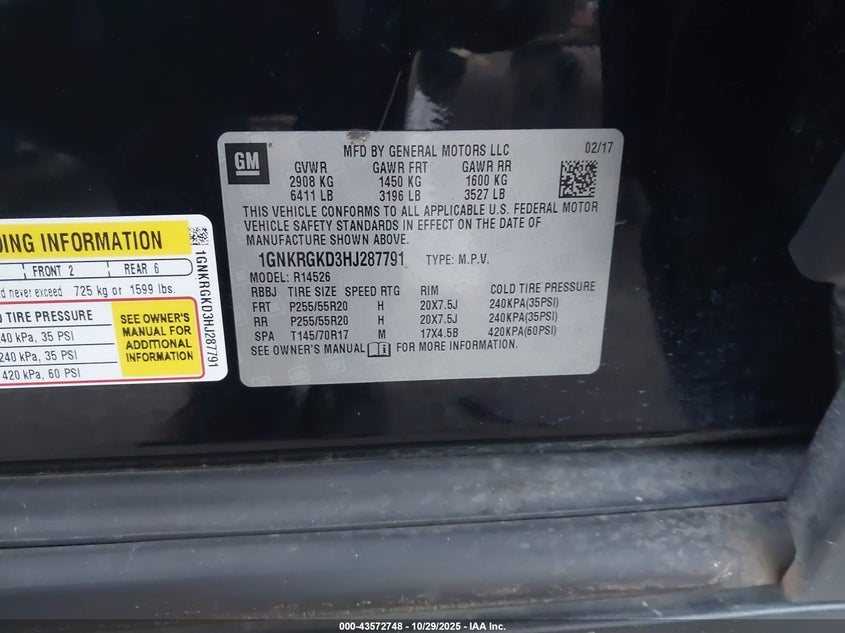 GM
MFD BY GENERAL MOTORS LLC
02/17
GVWR GAWR FRT GAWR RR
2908 KG 1450 KG 1600 KG
6411 LB 3196 LB 3527 LB
THIS VEHICLE CONFORMS TO ALL APPLICABLE U.S. FEDERAL MOTOR
VEHICLE SAFETY STANDARDS IN EFFECT ON THE DATE OF
MANUFACTURE SHOWN ABOVE.
1GNKRGKD3HJ287791 TYPE: M.P.V.
MODEL: R14526
RBBJ TIRE SIZE SPEED RTG RIM COLD TIRE PRESSURE
FRT P255/55R20 H 20X7.5J 240KPA(35PSI)
RR P255/55R20 H 20X7.5J 240KPA(35PSI)
SPA T145/70R17 M 17X4.5B 420KPA(60PSI)
SEE OWNER'S MANUAL FOR MORE INFORMATION.
DING INFORMATION
FRONT 2 REAR 6
d never exceed 725 kg or 1599 lbs.
TIRE PRESSURE
40 kPa, 35 PSI
240 kPa, 35 PSI
420 kPa, 60 PSI
SEE OWNER'S
MANUAL FOR
ADDITIONAL
INFORMATION
1GNKRGKD3HJ287791
000-43572748 - 10/29/2025 - IAA Inc.